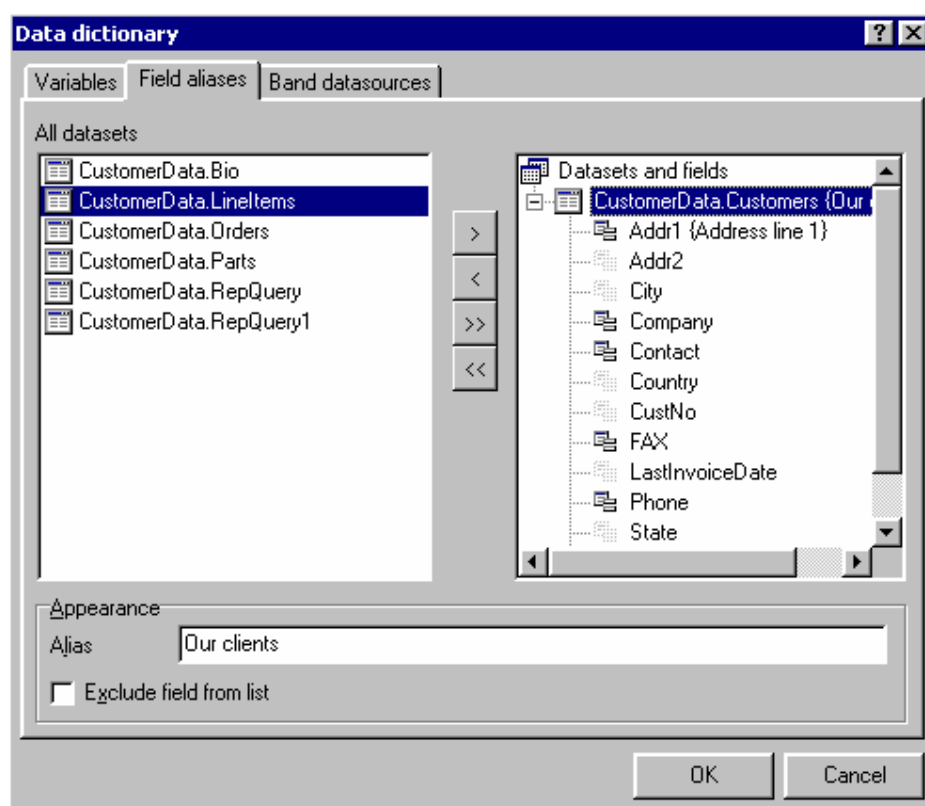 Data dictionary
Variables
Field aliases
Band datasources
All datasets
CustomerData.Bio
CustomerData.LineItems
CustomerData.Orders
CustomerData.Parts
CustomerData.RepQuery
CustomerData.RepQuery1
>
<
>>
<<
Datasets and fields
CustomerData.Customers {Our
Addr1 {Address line 1}
Addr2
City
Company
Contact
Country
CustNo
FAX
LastInvoiceDate
Phone
State
Appearance
Alias
Our clients
Exclude field from list
OK
Cancel